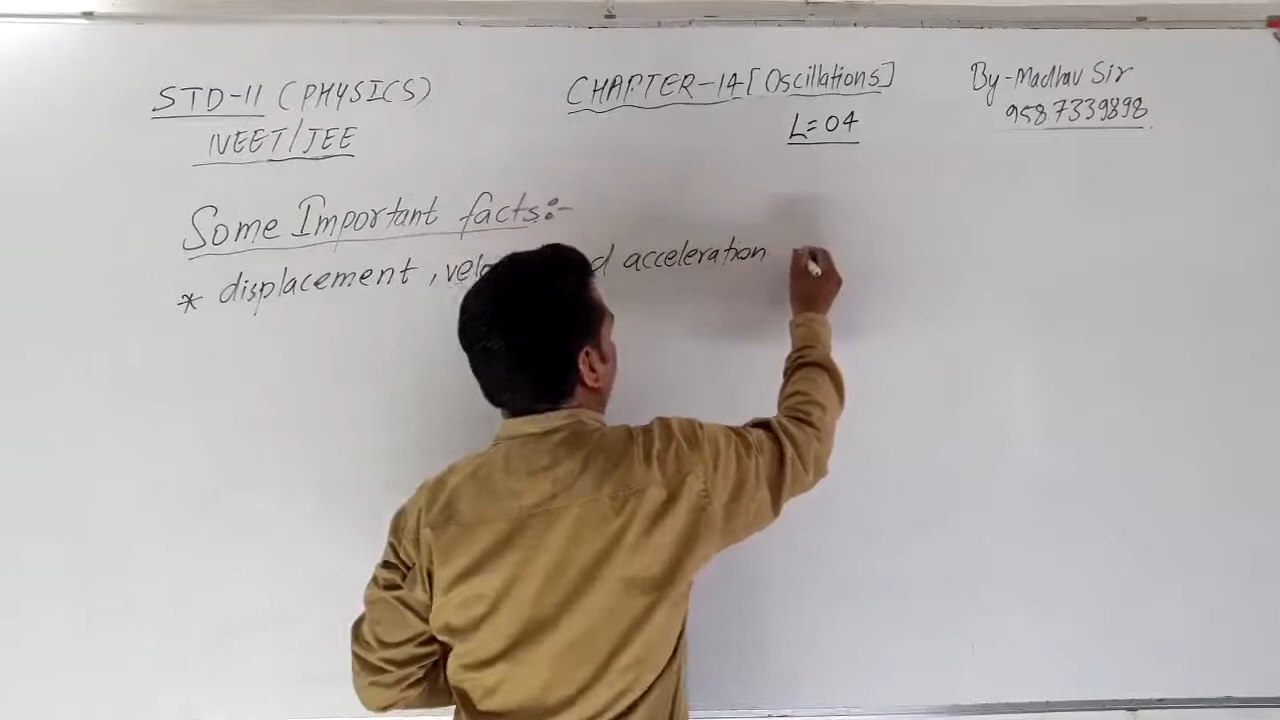 STD-11 (PHYSICS)
NEET/JEE
CHAPTER-14[Oscillations]
L=04
By-Madhav Sir
9587339898
Some Important facts:-
* displacement, acceleration